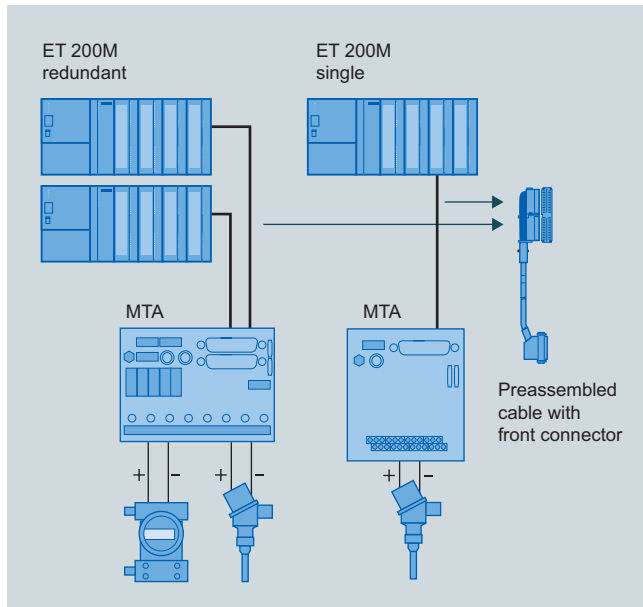 ET 200M
redundant
ET 200M
single
MTA
MTA
Preassembled
cable with
front connector
+ –
+ –
+ –